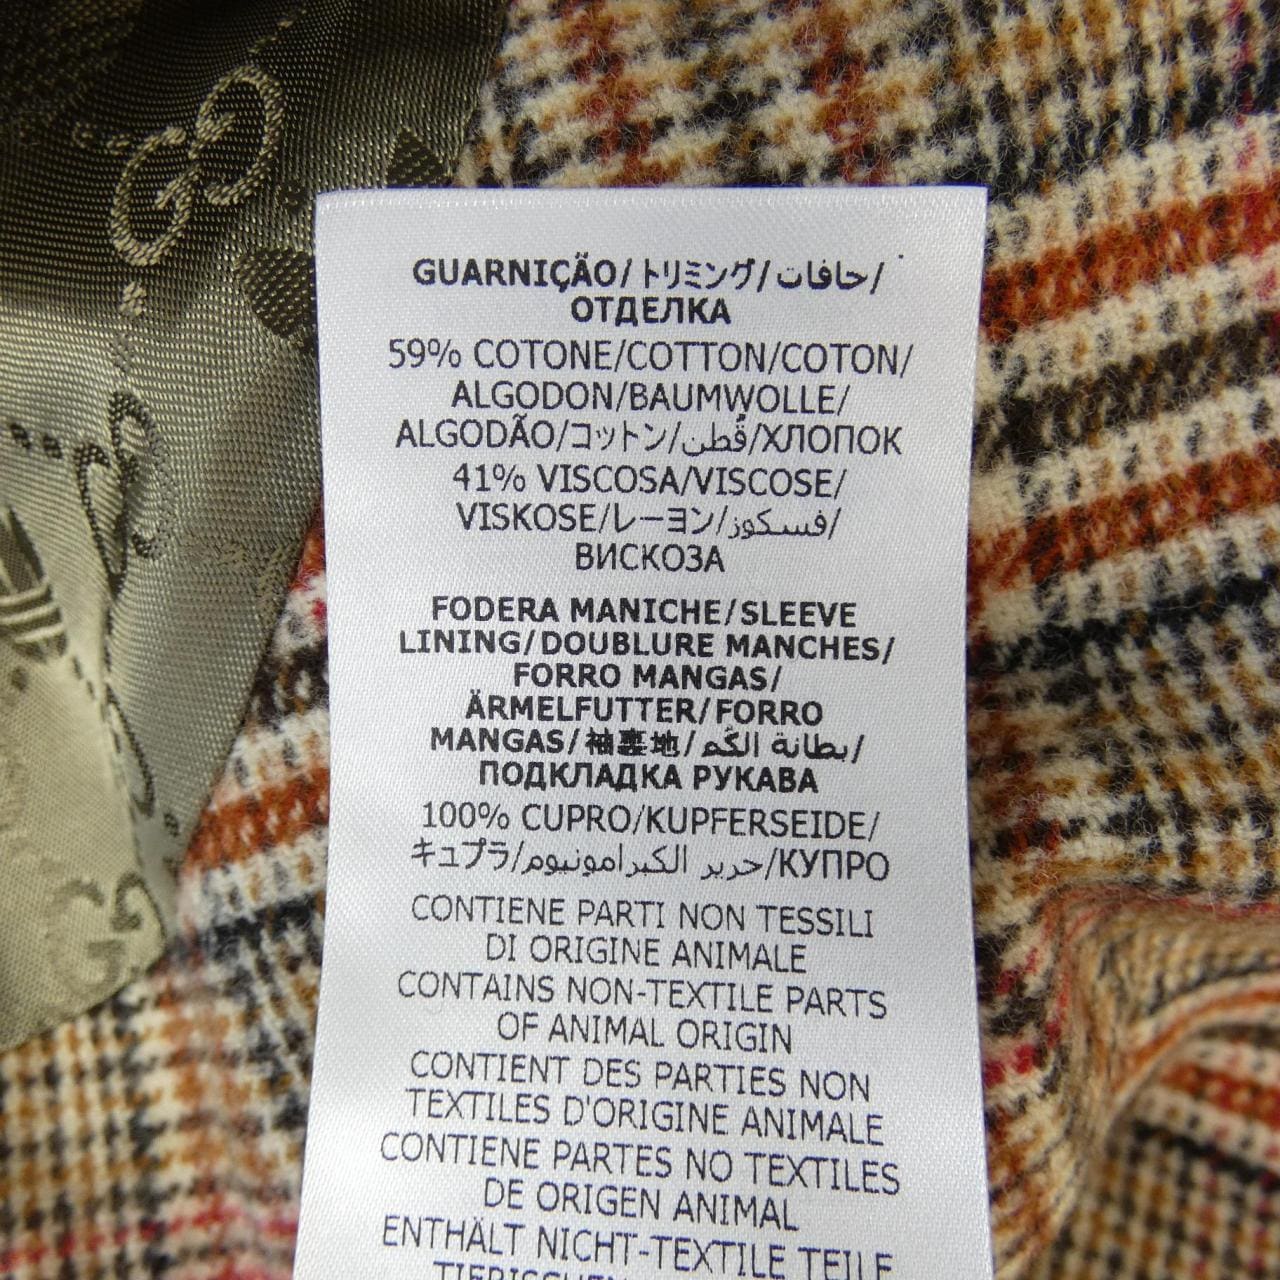 GUARNIÇÃO/トリミング/حافات/
ОТДЕЛКА
59% COTONE/COTTON/COTON/
ALGODON/BAUMWOLLE/
ALGODÃO/コットン/قُطن/ХЛОПОК
41% VISCOSA/VISCOSE/
VISKOSE/レーヨン/فسكوز/
ВИСКОЗА
FODERA MANICHE/SLEEVE
LINING/DOUBLURE MANCHES/
FORRO MANGAS/
ÄRMELFUTTER/FORRO
MANGAS/袖裏地/بطانة الكُم/
ПОДКЛАДКА РУКАВА
100% CUPRO/KUPFERSEIDE/
キュプラ/حرير الكبرامونيوم/КУПРО
CONTIENE PARTI NON TESSILI
DI ORIGINE ANIMALE
CONTAINS NON-TEXTILE PARTS
OF ANIMAL ORIGIN
CONTIENT DES PARTIES NON
TEXTILES D'ORIGINE ANIMALE
CONTIENE PARTES NO TEXTILES
DE ORIGEN ANIMAL
ENTHÄLT NICHT-TEXTILE TEILE